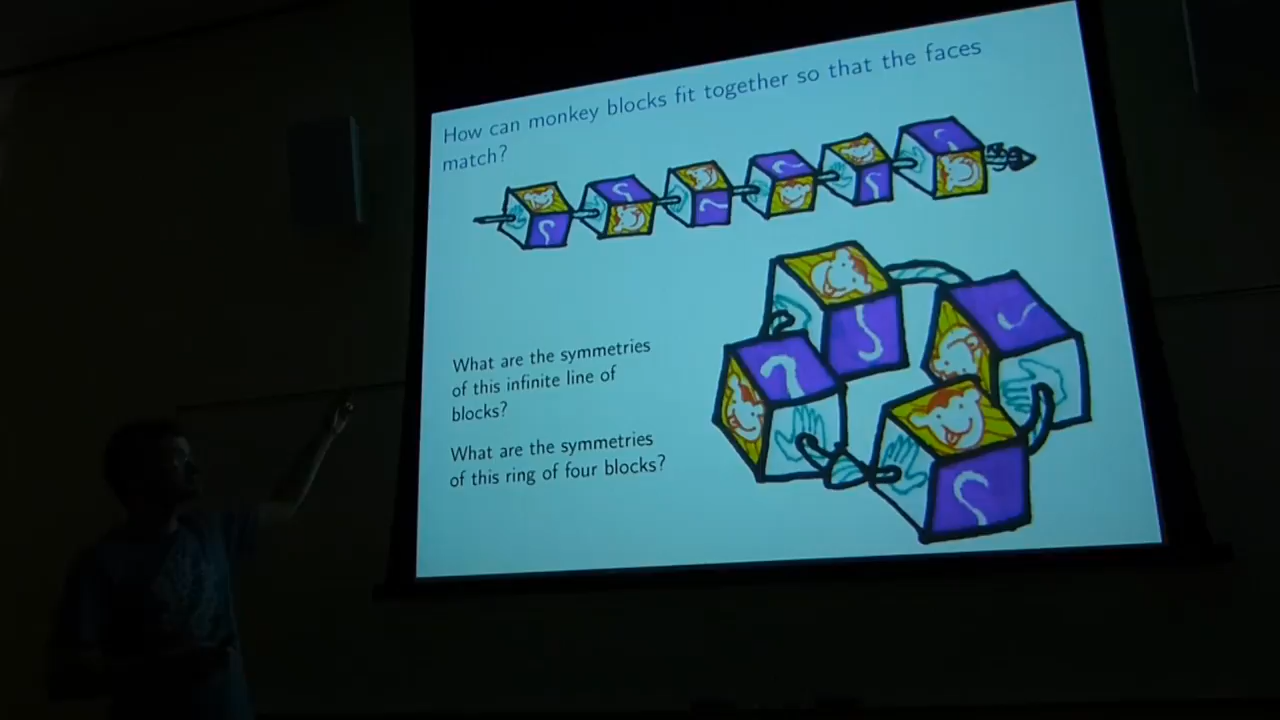 How can monkey blocks fit together so that the faces
match?
What are the symmetries
of this infinite line of
blocks?
What are the symmetries
of this ring of four blocks?